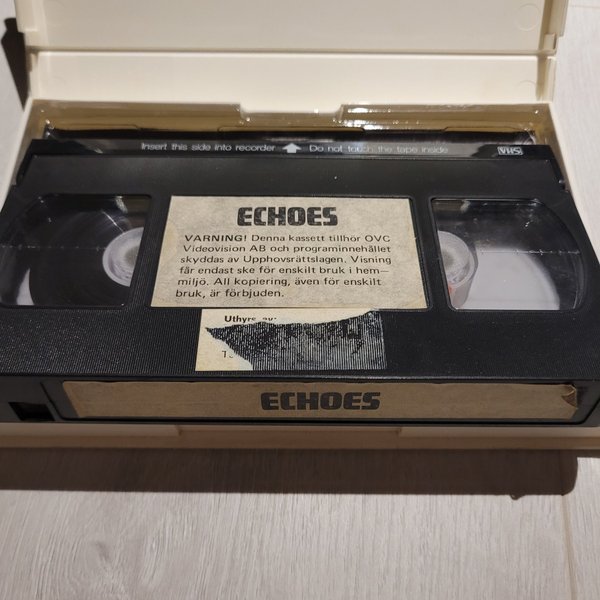 Insert this side into recorder ⬆ Do not touch the tape inside VHS
ECHOES
VARNING! Denna kassett tillhör OVC
Videovision AB och programinnehållet
skyddas av Upphovsrättslagen. Visning
får endast ske för enskilt bruk i hem—
miljö. All kopiering, även för enskilt
bruk, är förbjuden.
Uthyrs av:
ECHOES